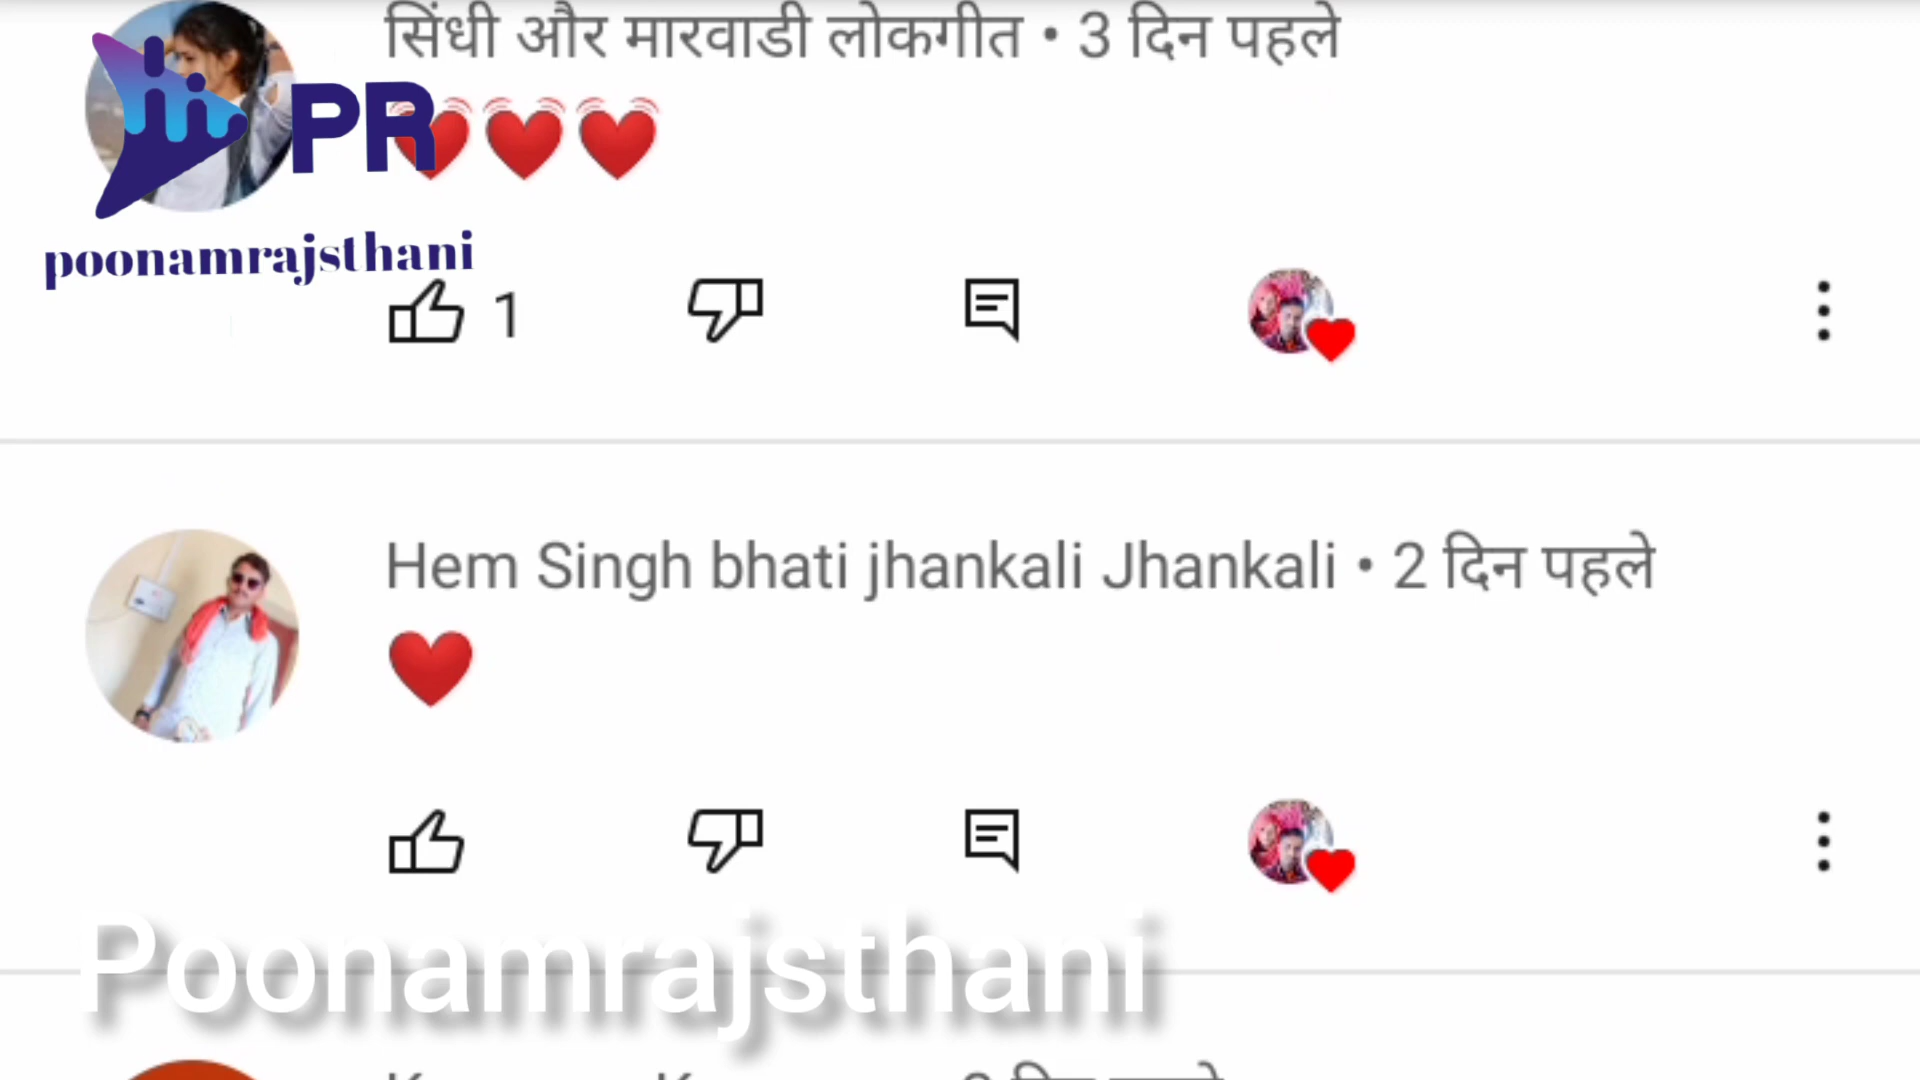 सिंधी और मारवाडी लोकगीत • 3 दिन पहले
PR
poonamrajsthani
1
Hem Singh bhati jhankali Jhankali • 2 दिन पहले
Poonamrajsthani